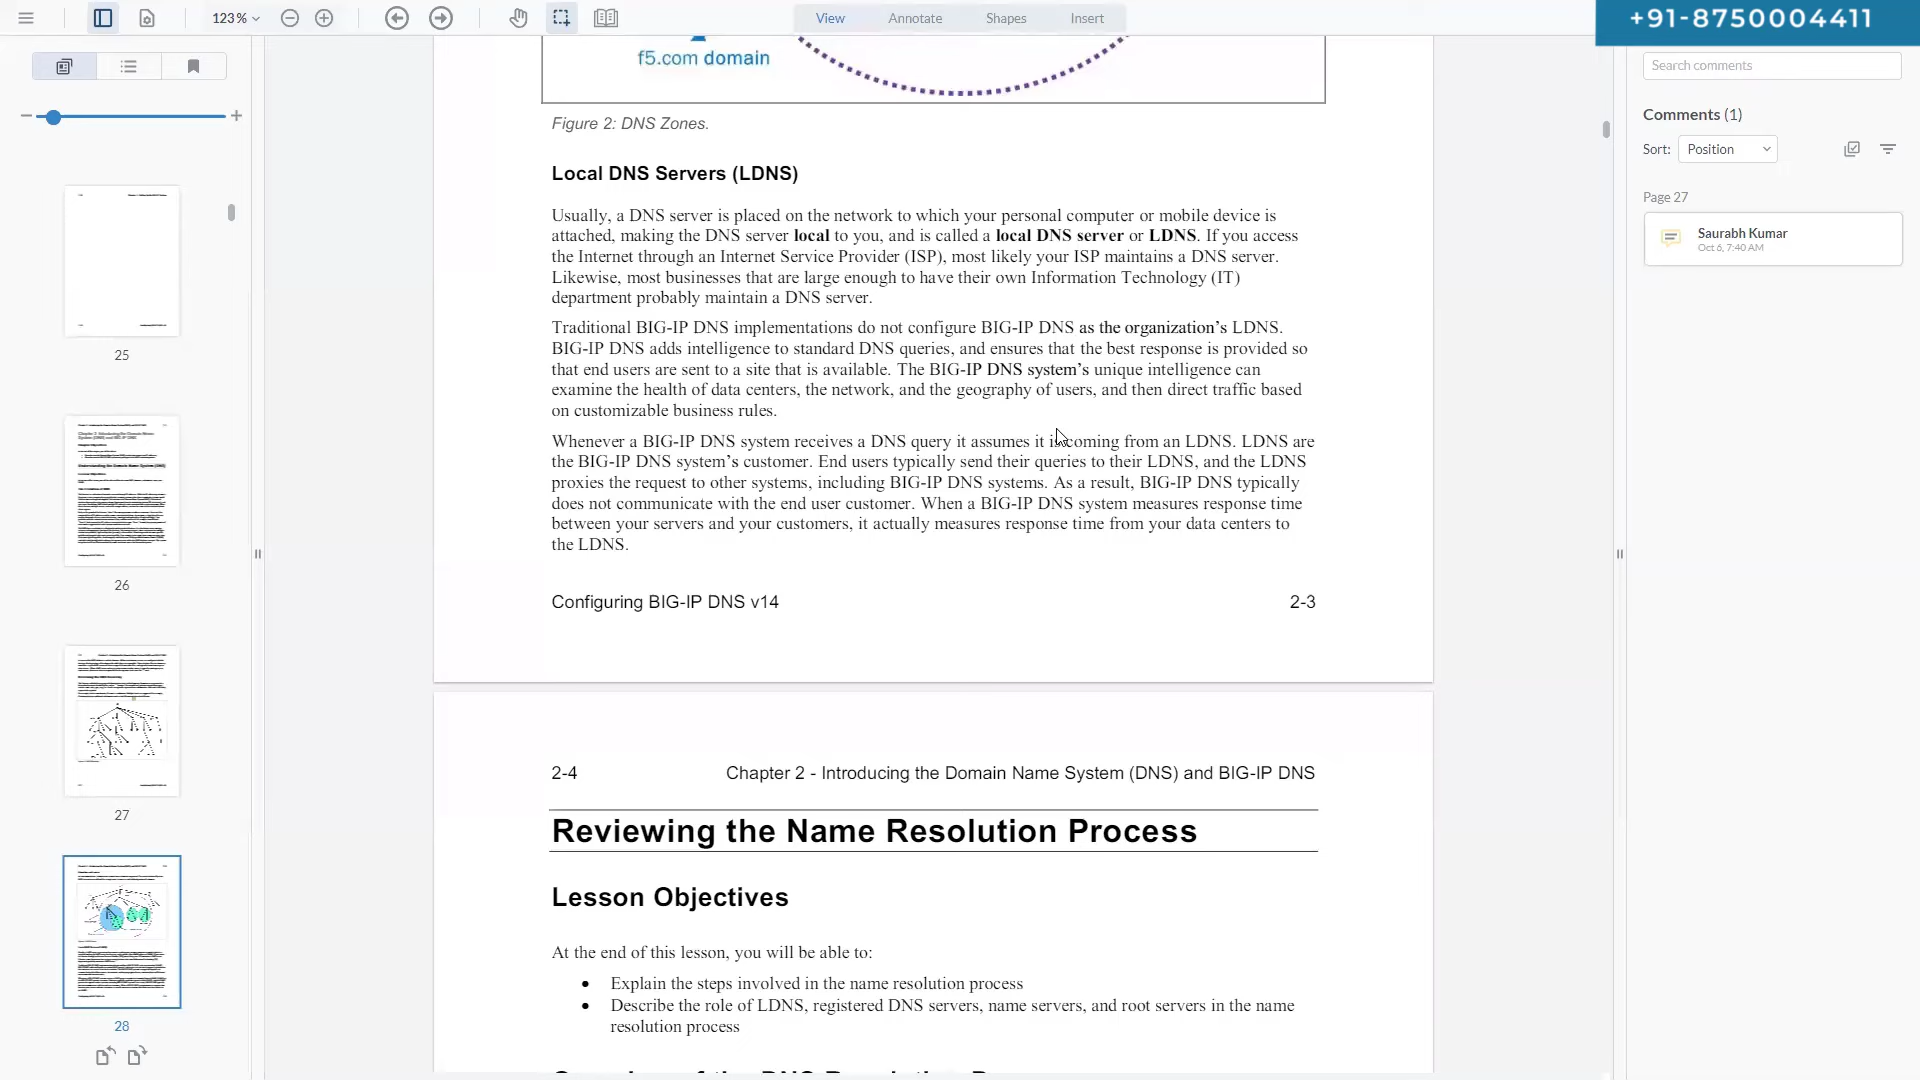 123%
View
Annotate
Shapes
Insert
+91-8750004411
f5.com domain
Figure 2: DNS Zones.
Local DNS Servers (LDNS)
Usually, a DNS server is placed on the network to which your personal computer or mobile device is
attached, making the DNS server local to you, and is called a local DNS server or LDNS. If you access
the Internet through an Internet Service Provider (ISP), most likely your ISP maintains a DNS server.
Likewise, most businesses that are large enough to have their own Information Technology (IT)
department probably maintain a DNS server.
Traditional BIG-IP DNS implementations do not configure BIG-IP DNS as the organization's LDNS.
BIG-IP DNS adds intelligence to standard DNS queries, and ensures that the best response is provided so
that end users are sent to a site that is available. The BIG-IP DNS system's unique intelligence can
examine the health of data centers, the network, and the geography of users, and then direct traffic based
on customizable business rules.
Whenever a BIG-IP DNS system receives a DNS query it assumes it is coming from an LDNS. LDNS are
the BIG-IP DNS system's customer. End users typically send their queries to their LDNS, and the LDNS
proxies the request to other systems, including BIG-IP DNS systems. As a result, BIG-IP DNS typically
does not communicate with the end user customer. When a BIG-IP DNS system measures response time
between your servers and your customers, it actually measures response time from your data centers to
the LDNS.
Configuring BIG-IP DNS v14 2-3
2-4 Chapter 2 - Introducing the Domain Name System (DNS) and BIG-IP DNS
Reviewing the Name Resolution Process
Lesson Objectives
At the end of this lesson, you will be able to:
• Explain the steps involved in the name resolution process
• Describe the role of LDNS, registered DNS servers, name servers, and root servers in the name
resolution process
25
26
27
28
Search comments
Comments (1)
Sort: Position
Page 27
Saurabh Kumar
Oct 6, 7:40 AM